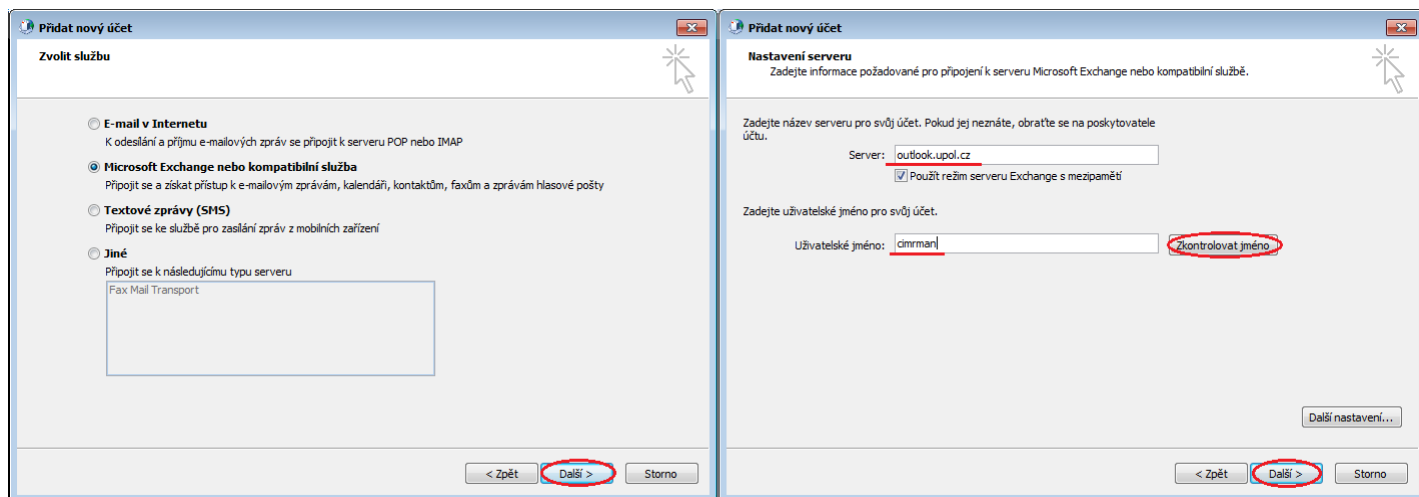 Přidat nový účet
Zvolit službu
E-mail v Internetu
K odesílání a příjmu e-mailových zpráv se připojit k serveru POP nebo IMAP
Microsoft Exchange nebo kompatibilní služba
Připojit se a získat přístup k e-mailovým zprávám, kalendáři, kontaktům, faxům a zprávám hlasové pošty
Textové zprávy (SMS)
Připojit se ke službě pro zasílání zpráv z mobilních zařízení
Jiné
Připojit se k následujícímu typu serveru
Fax Mail Transport
< Zpět Další > Storno
Přidat nový účet
Nastavení serveru
Zadejte informace požadované pro připojení k serveru Microsoft Exchange nebo kompatibilní službě.
Zadejte název serveru pro svůj účet. Pokud jej neznáte, obraťte se na poskytovatele
účtu.
Server: outlook.upol.cz
Použít režim serveru Exchange s mezipamětí
Zadejte uživatelské jméno pro svůj účet.
Uživatelské jméno: cimrman Zkontrolovat jméno
Další nastavení...
< Zpět Další > Storno